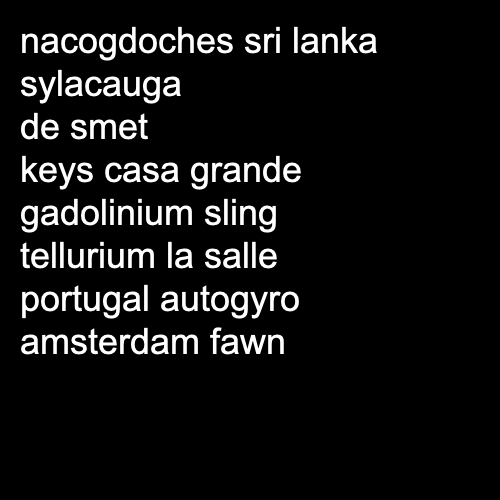 nacogdoches sri lanka
sylacauga
de smet
keys casa grande
gadolinium sling
tellurium la salle
portugal autogyro
amsterdam fawn